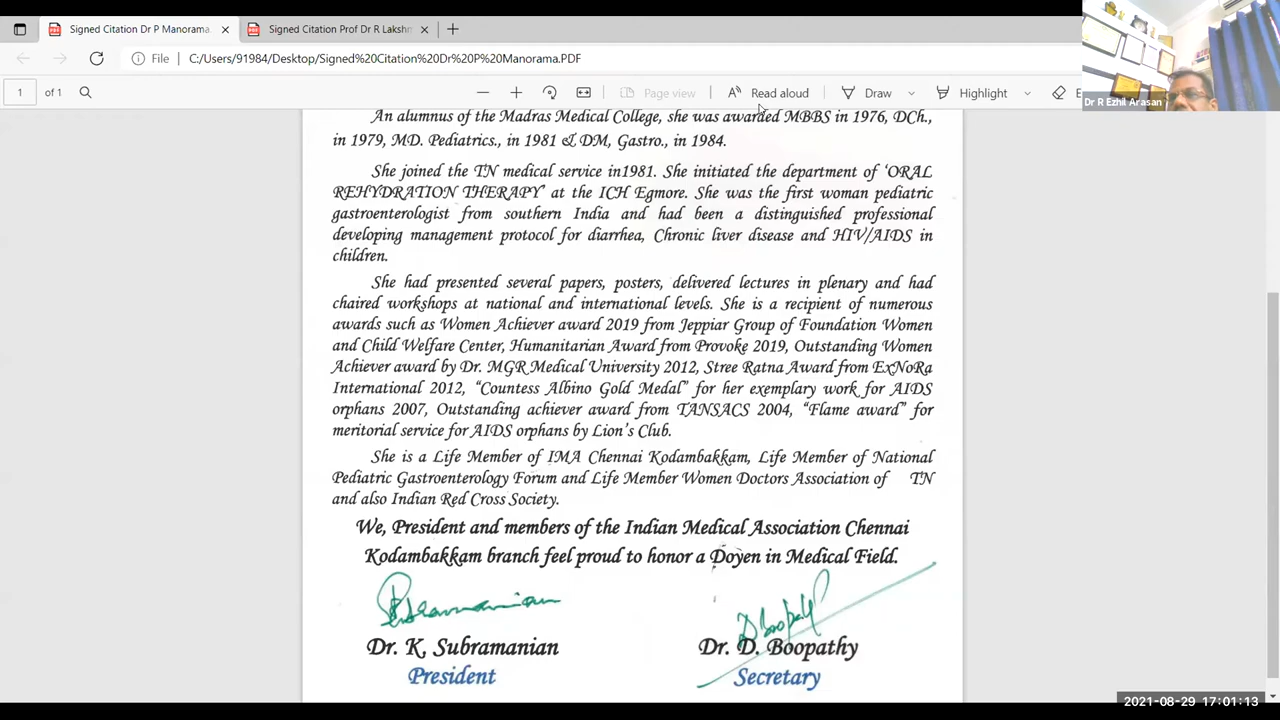 Signed Citation Dr P Manorama.
Signed Citation Prof Dr R Lakshm
File
C:/Users/91984/Desktop/Signed%20Citation%20Dr%20P%20Manorama.PDF
1 of 1
Page view
Read aloud
Draw
Highlight
E
Dr R Ezhil Arasan
An alumnus of the Madras Medical College, she was awarded MBBS in 1976, DCh.,
in 1979, MD. Pediatrics., in 1981 & DM, Gastro., in 1984.
She joined the TN medical service in1981. She initiated the department of ‘ORAL
REHYDRATION THERAPY’ at the ICH Egmore. She was the first woman pediatric
gastroenterologist from southern India and had been a distinguished professional
developing management protocol for diarrhea, Chronic liver disease and HIV/AIDS in
children.
She had presented several papers, posters, delivered lectures in plenary and had
chaired workshops at national and international levels. She is a recipient of numerous
awards such as Women Achiever award 2019 from Jeppiar Group of Foundation Women
and Child Welfare Center, Humanitarian Award from Provoke 2019, Outstanding Women
Achiever award by Dr. MGR Medical University 2012, Stree Ratna Award from ExNoRa
International 2012, “Countess Albino Gold Medal” for her exemplary work for AIDS
orphans 2007, Outstanding achiever award from TANSACS 2004, “Flame award” for
meritorial service for AIDS orphans by Lion’s Club.
She is a Life Member of IMA Chennai Kodambakkam, Life Member of National
Pediatric Gastroenterology Forum and Life Member Women Doctors Association of TN
and also Indian Red Cross Society.
We, President and members of the Indian Medical Association Chennai
Kodambakkam branch feel proud to honor a Doyen in Medical Field.
D Boopathy
Dr. K. Subramanian
Dr. D. Boopathy
President
Secretary
2021-08-29 17:01:13